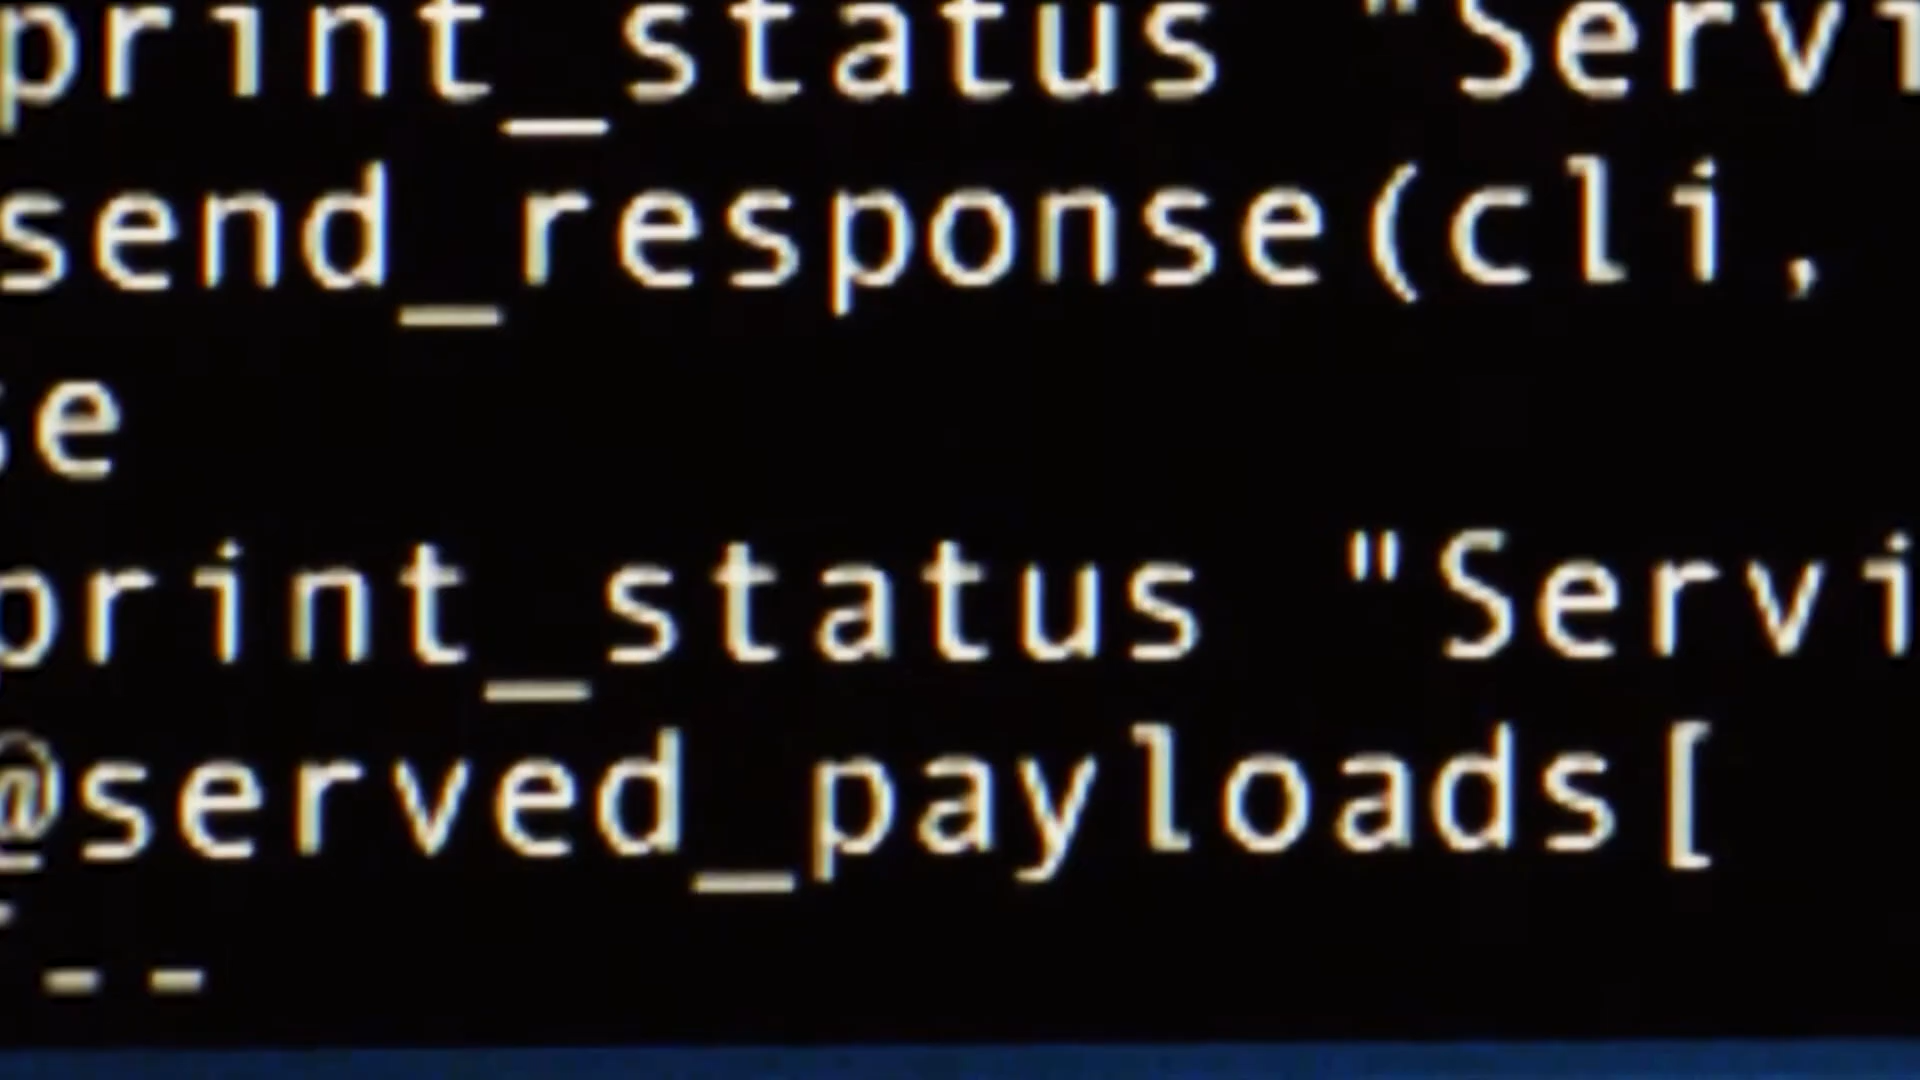 print_status "Servi
send_response(cli,
se
print_status "Servi
@served_payloads[
--